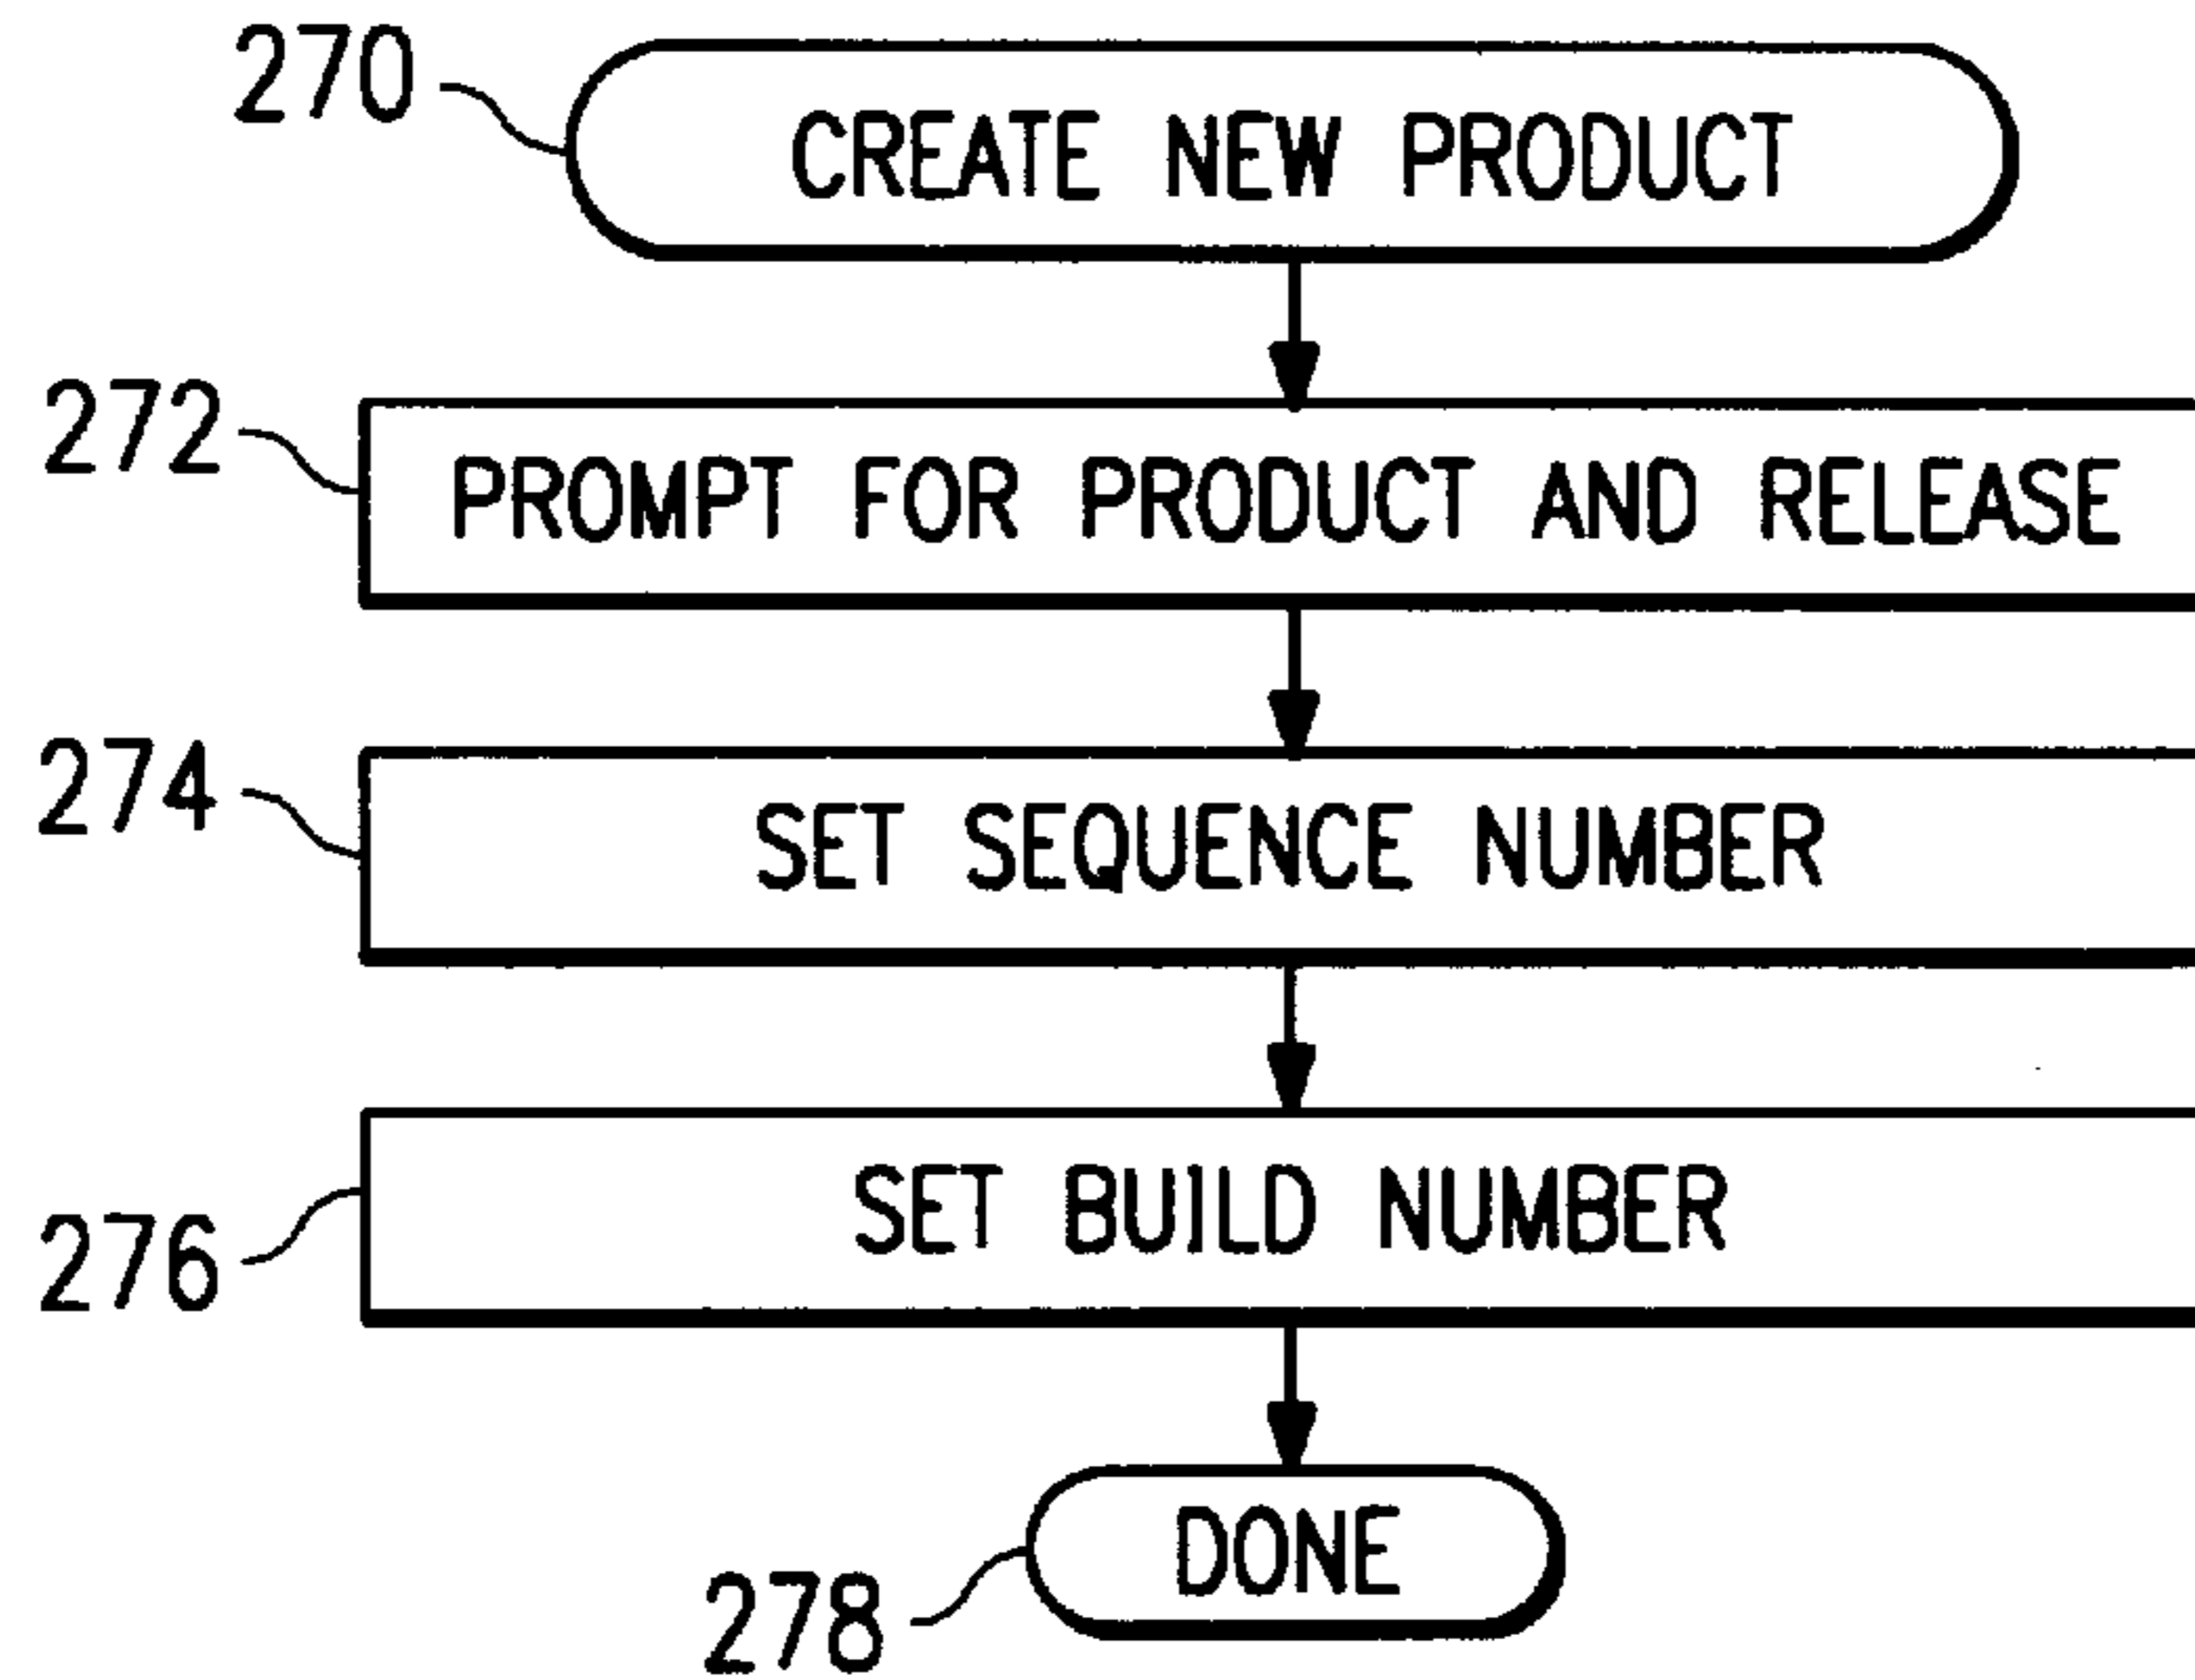 270
CREATE NEW PRODUCT
272
PROMPT FOR PRODUCT AND RELEASE
274
SET SEQUENCE NUMBER
276
SET BUILD NUMBER
278
DONE